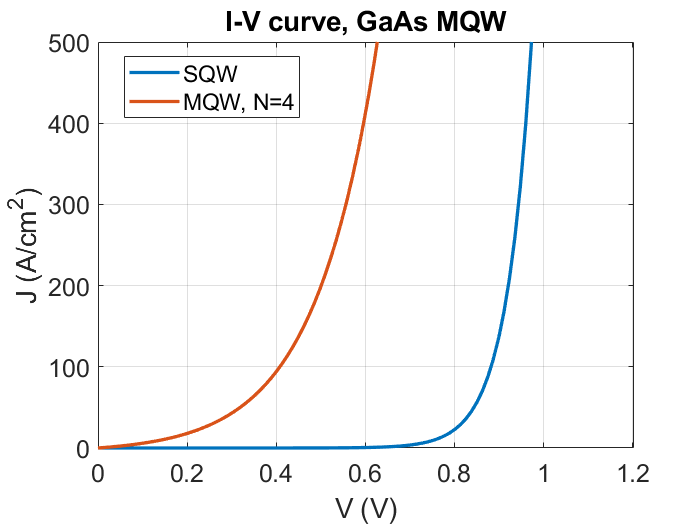 I-V curve, GaAs MQW
SQW
MQW, N=4
J (A/cm²)
500
400
300
200
100
0
0 0.2 0.4 0.6 0.8 1 1.2
V (V)